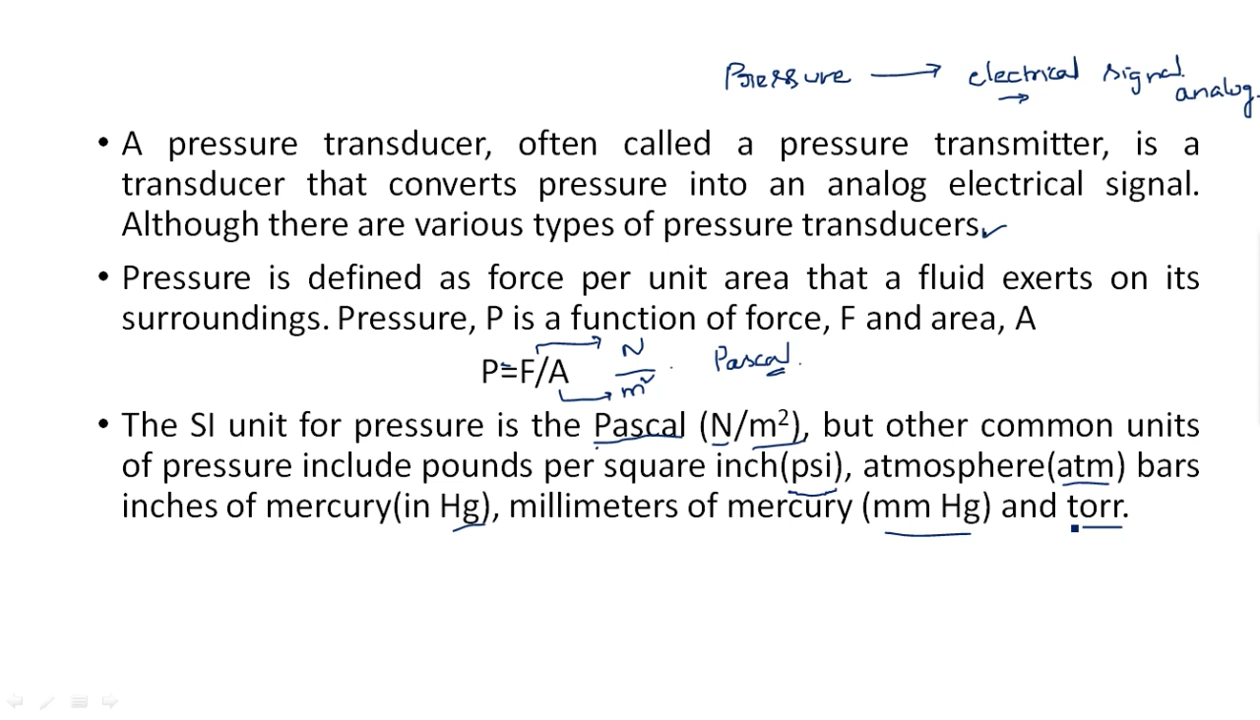 Pressure → electrical signal.
analog.
• A pressure transducer, often called a pressure transmitter, is a
transducer that converts pressure into an analog electrical signal.
Although there are various types of pressure transducers.
• Pressure is defined as force per unit area that a fluid exerts on its
surroundings. Pressure, P is a function of force, F and area, A
P=F/A N/m² Pascal.
• The SI unit for pressure is the Pascal (N/m²), but other common units
of pressure include pounds per square inch(psi), atmosphere(atm) bars
inches of mercury(in Hg), millimeters of mercury (mm Hg) and torr.